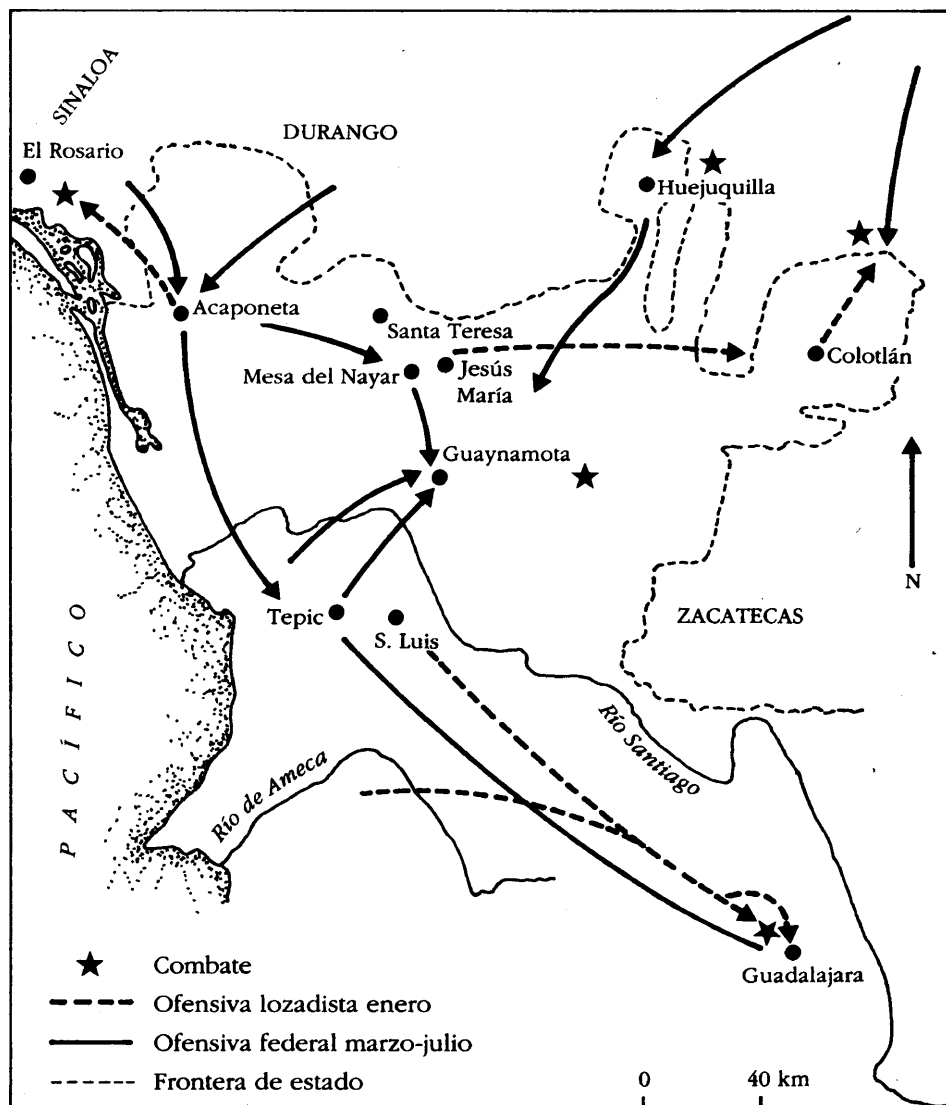 SINALOA
El Rosario
DURANGO
Huejuquilla
Acaponeta
Santa Teresa
Mesa del Nayar
Jesús
María
Colotlán
Guaynamota
N
Tepic
S. Luis
ZACATECAS
PACÍFICO
Río Santiago
Río de Ameca
Guadalajara
Combate
Ofensiva lozadista enero
Ofensiva federal marzo-julio
Frontera de estado
0 40 km